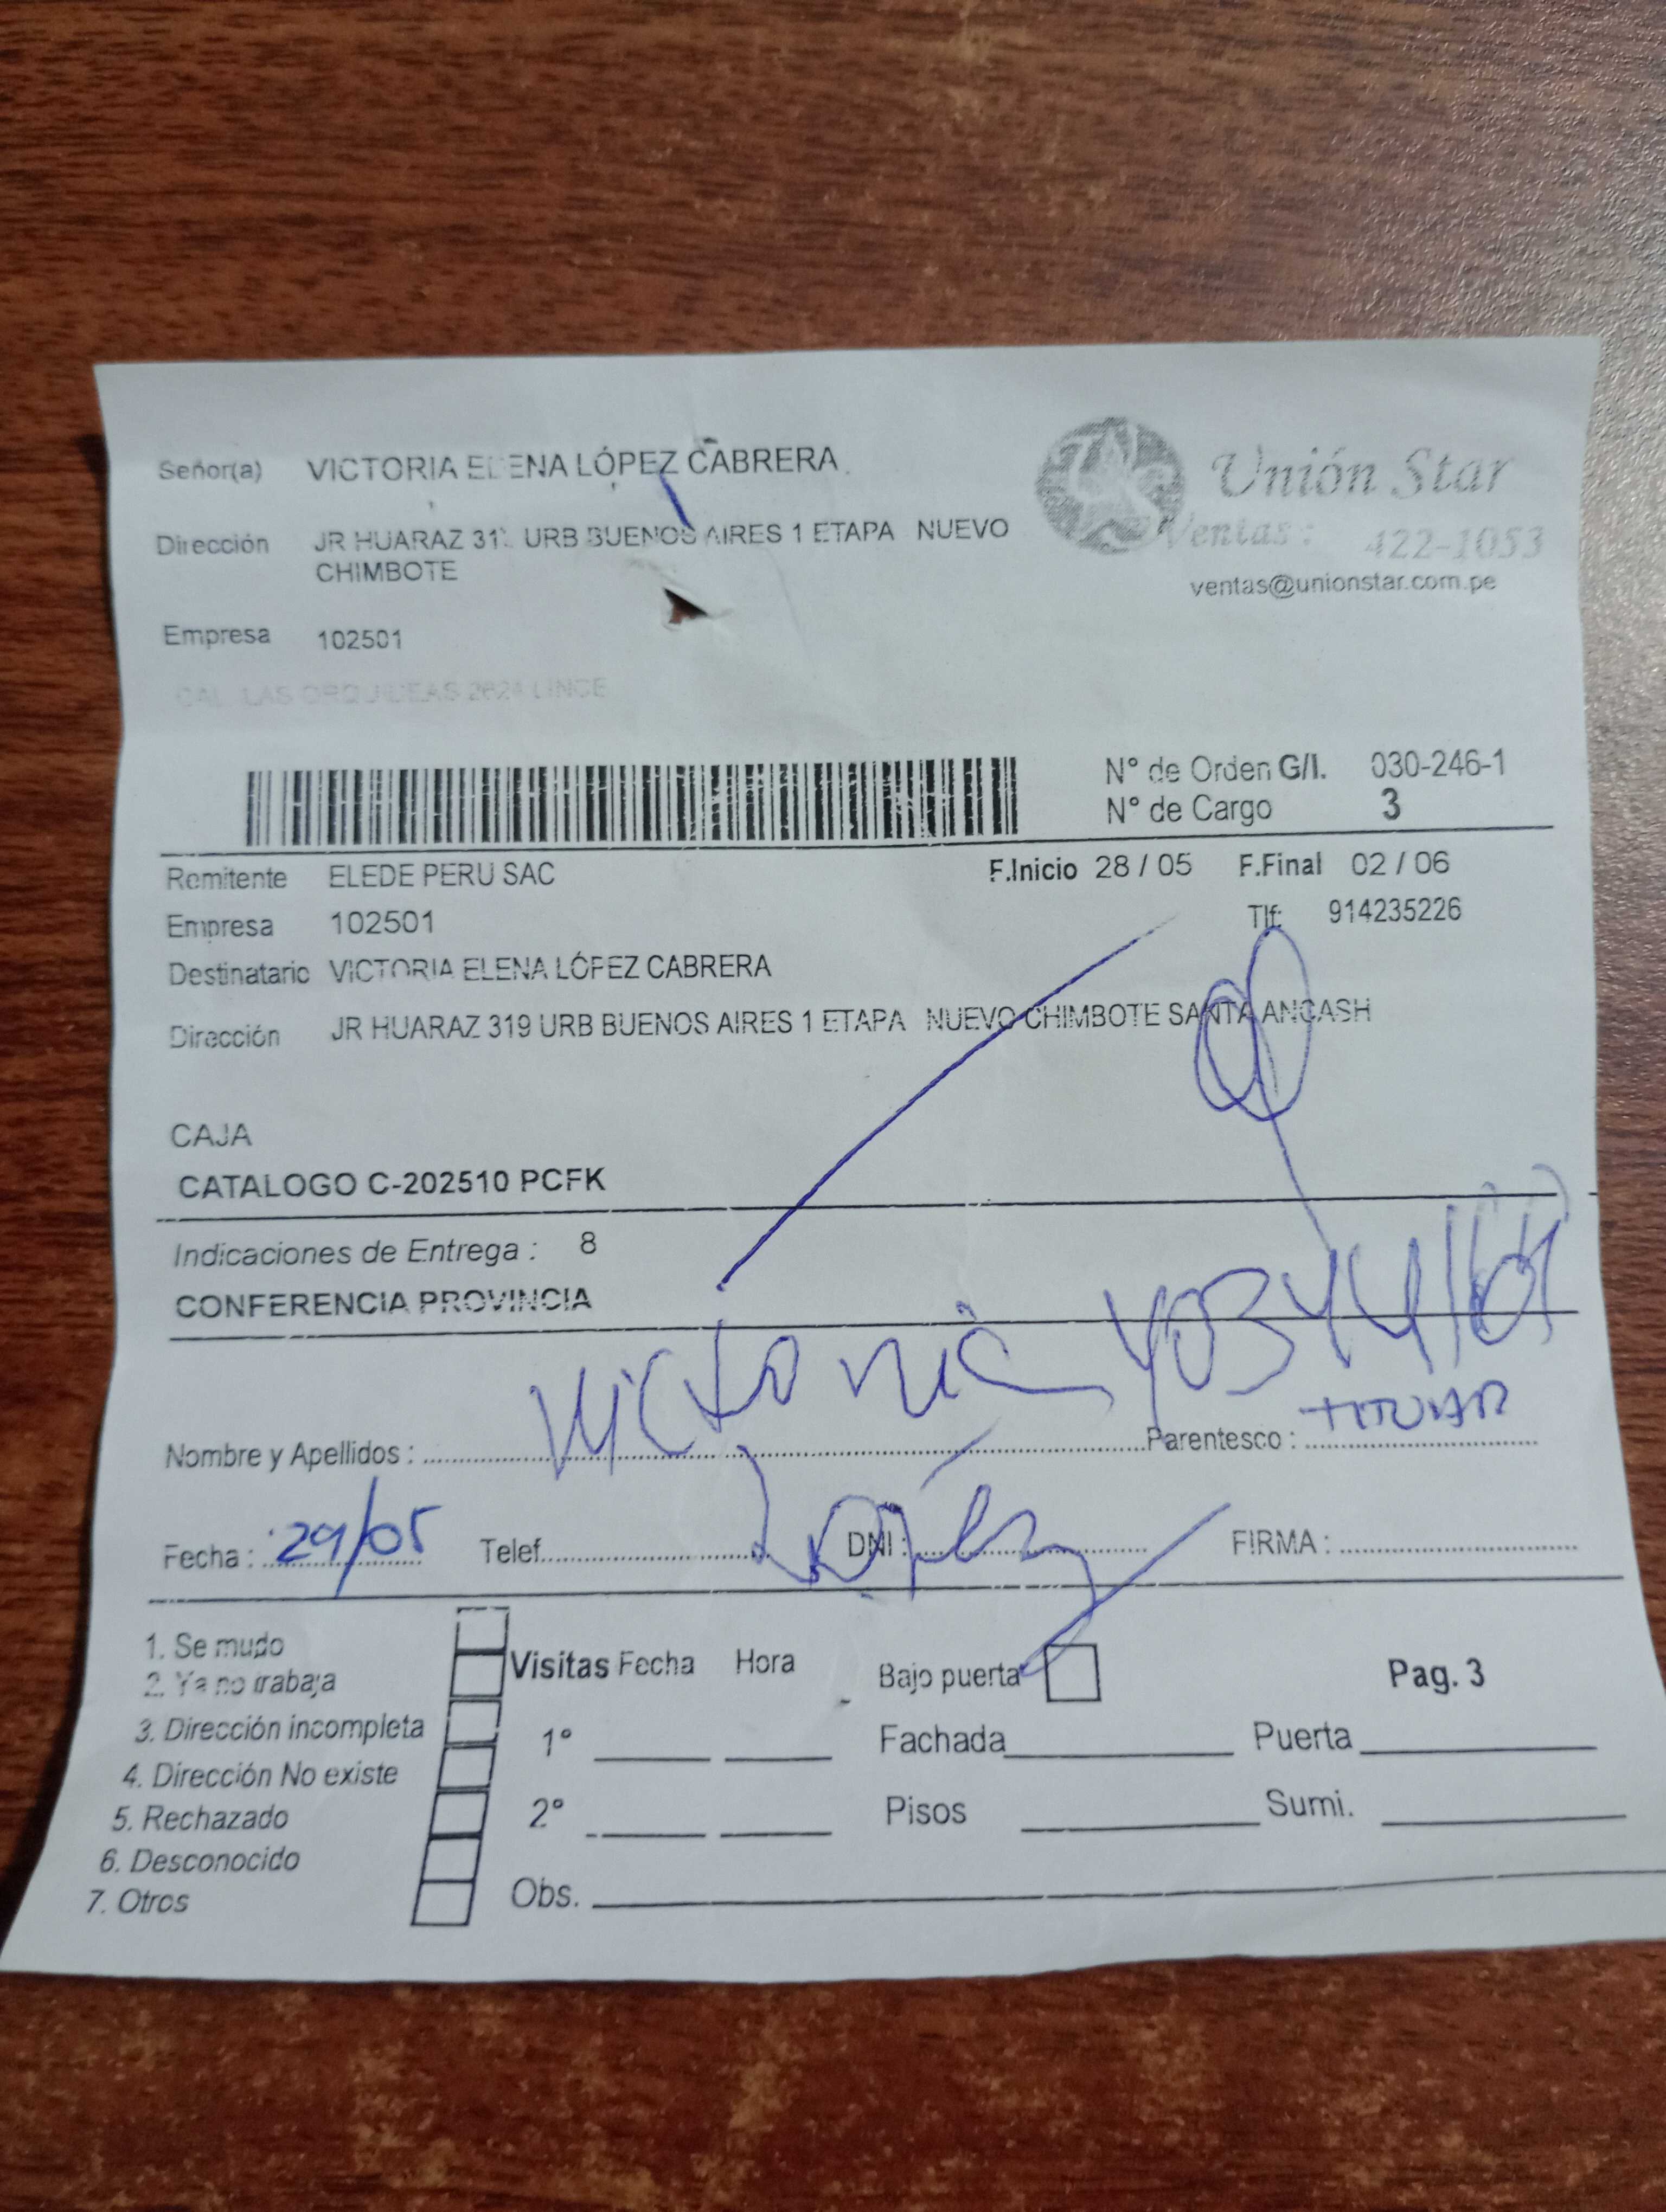 Señor(a) VICTORIA ELENA LÓPEZ CABRERA
Unión Star
Dirección JR HUARAZ 31 URB BUENOS AIRES 1 ETAPA NUEVO
CHIMBOTE
Ventas: 422-1053
ventas@unionstar.com.pe
Empresa 102501
CAL LAS ORQUIDEAS 2624 LINCE
N° de Orden G/I. 030-246-1
N° de Cargo 3
Remitente ELEDE PERU SAC F.Inicio 28 / 05 F.Final 02 / 06
Empresa 102501 Tlf: 914235226
Destinatario VICTORIA ELENA LÓPEZ CABRERA
Dirección JR HUARAZ 319 URB BUENOS AIRES 1 ETAPA NUEVO CHIMBOTE SANTA ANCASH
CAJA
CATALOGO C-202510 PCFK
Indicaciones de Entrega : 8
CONFERENCIA PROVINCIA
Nombre y Apellidos : Victoria Parentesco : TITULAR
López
Fecha : 29/05 Telef. DNI : FIRMA :
1. Se mudo
2. Ya no trabaja
3. Dirección incompleta
4. Dirección No existe
5. Rechazado
6. Desconocido
7. Otros
Visitas Fecha Hora
1°
2°
Obs.
Bajo puerta Pag. 3
Fachada Puerta
Pisos Sumi.